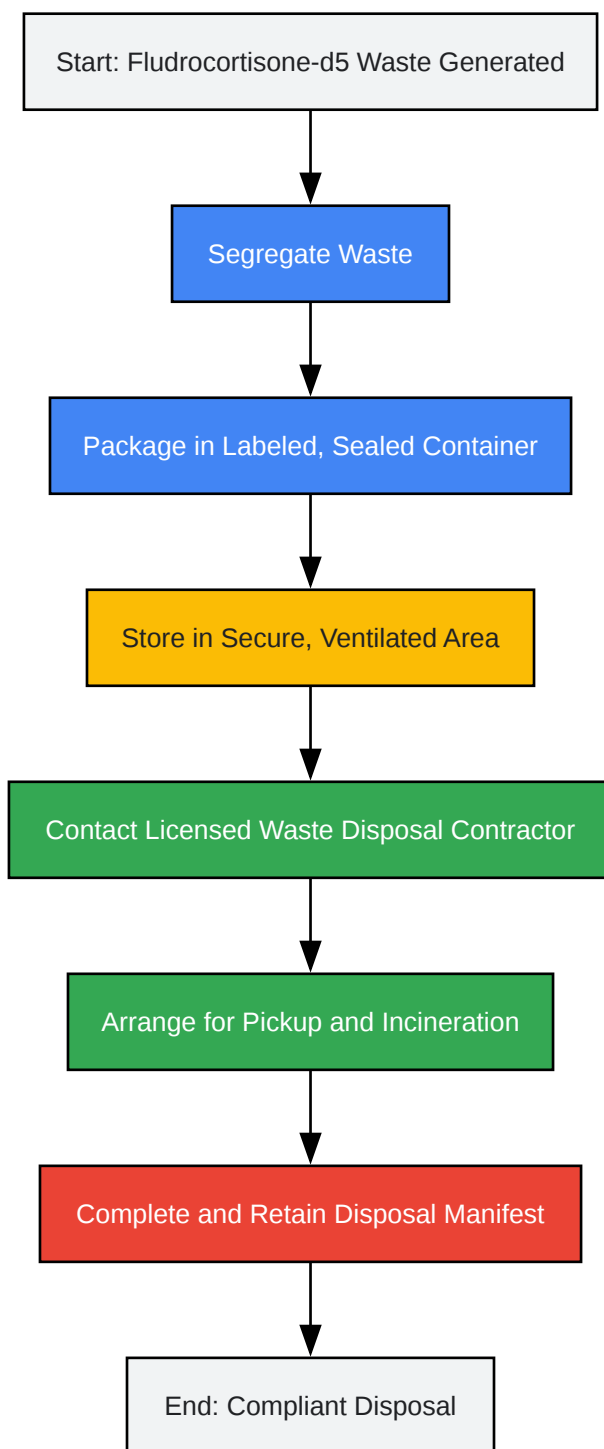 Start: Fludrocortisone-d5 Waste Generated
Segregate Waste
Package in Labeled, Sealed Container
Store in Secure, Ventilated Area
Contact Licensed Waste Disposal Contractor
Arrange for Pickup and Incineration
Complete and Retain Disposal Manifest
End: Compliant Disposal